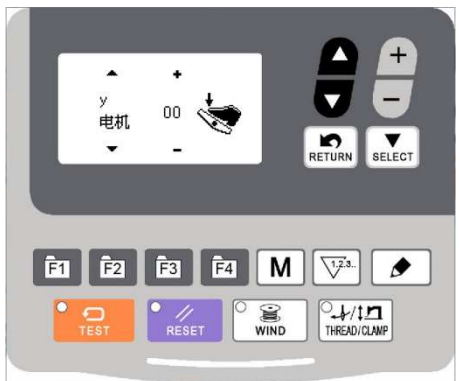 y
电机
00
+
−
RETURN
SELECT
F1
F2
F3
F4
M
1.2.3..
TEST
RESET
WIND
THREAD/CLAMP